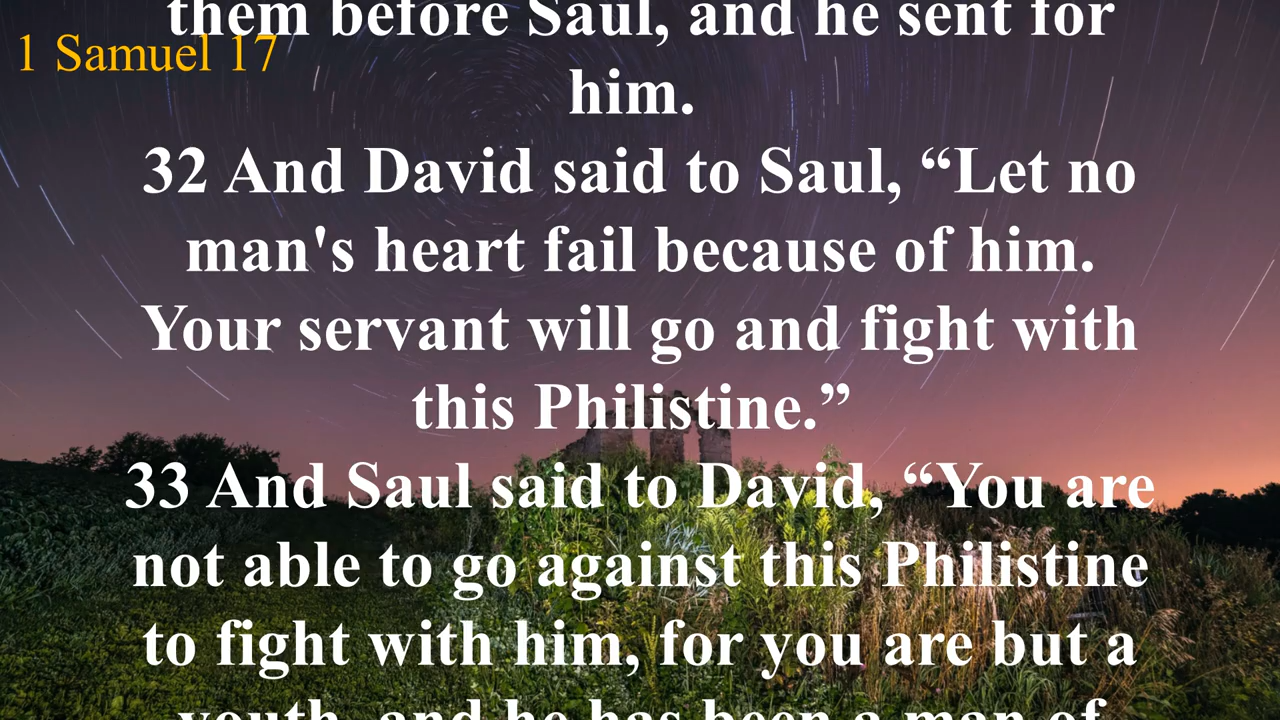 them before Saul, and he sent for
1 Samuel 17
him.
32 And David said to Saul, “Let no
man's heart fail because of him.
Your servant will go and fight with
this Philistine.”
33 And Saul said to David, “You are
not able to go against this Philistine
to fight with him, for you are but a
youth, and he has been a man of